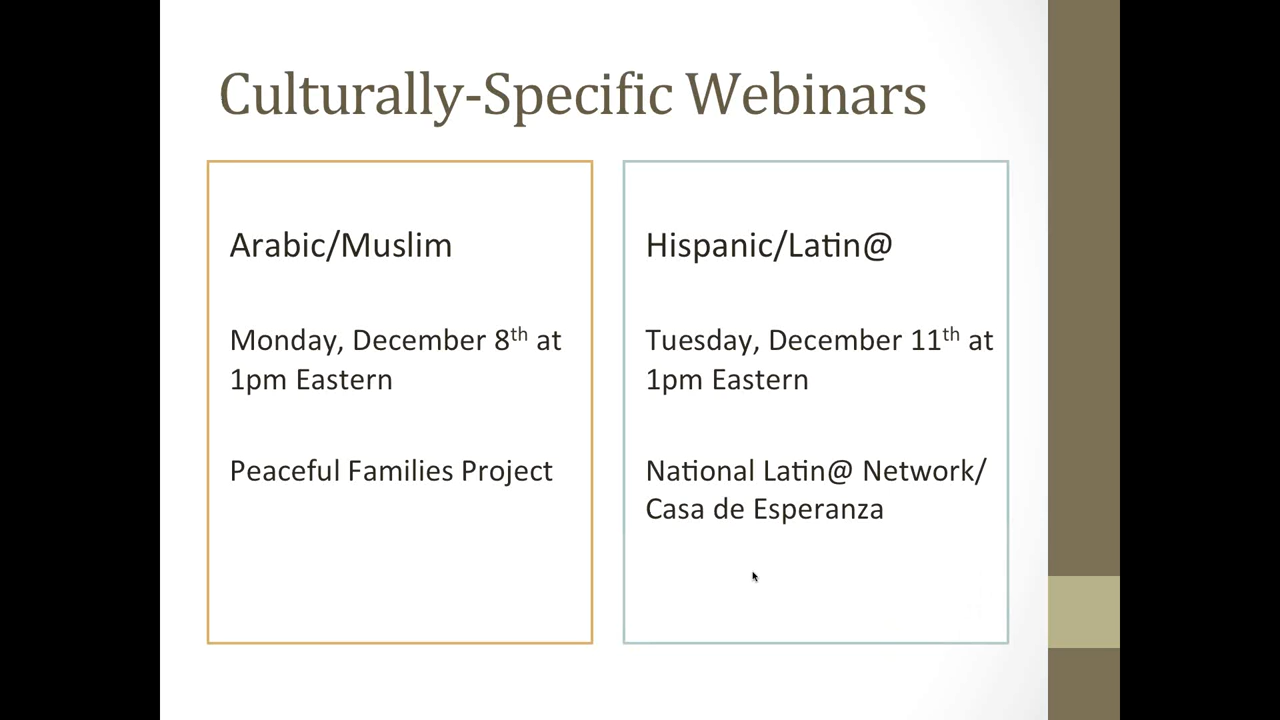 Culturally-Specific Webinars
Arabic/Muslim
Monday, December 8th at
1pm Eastern
Peaceful Families Project
Hispanic/Latin@
Tuesday, December 11th at
1pm Eastern
National Latin@ Network/
Casa de Esperanza